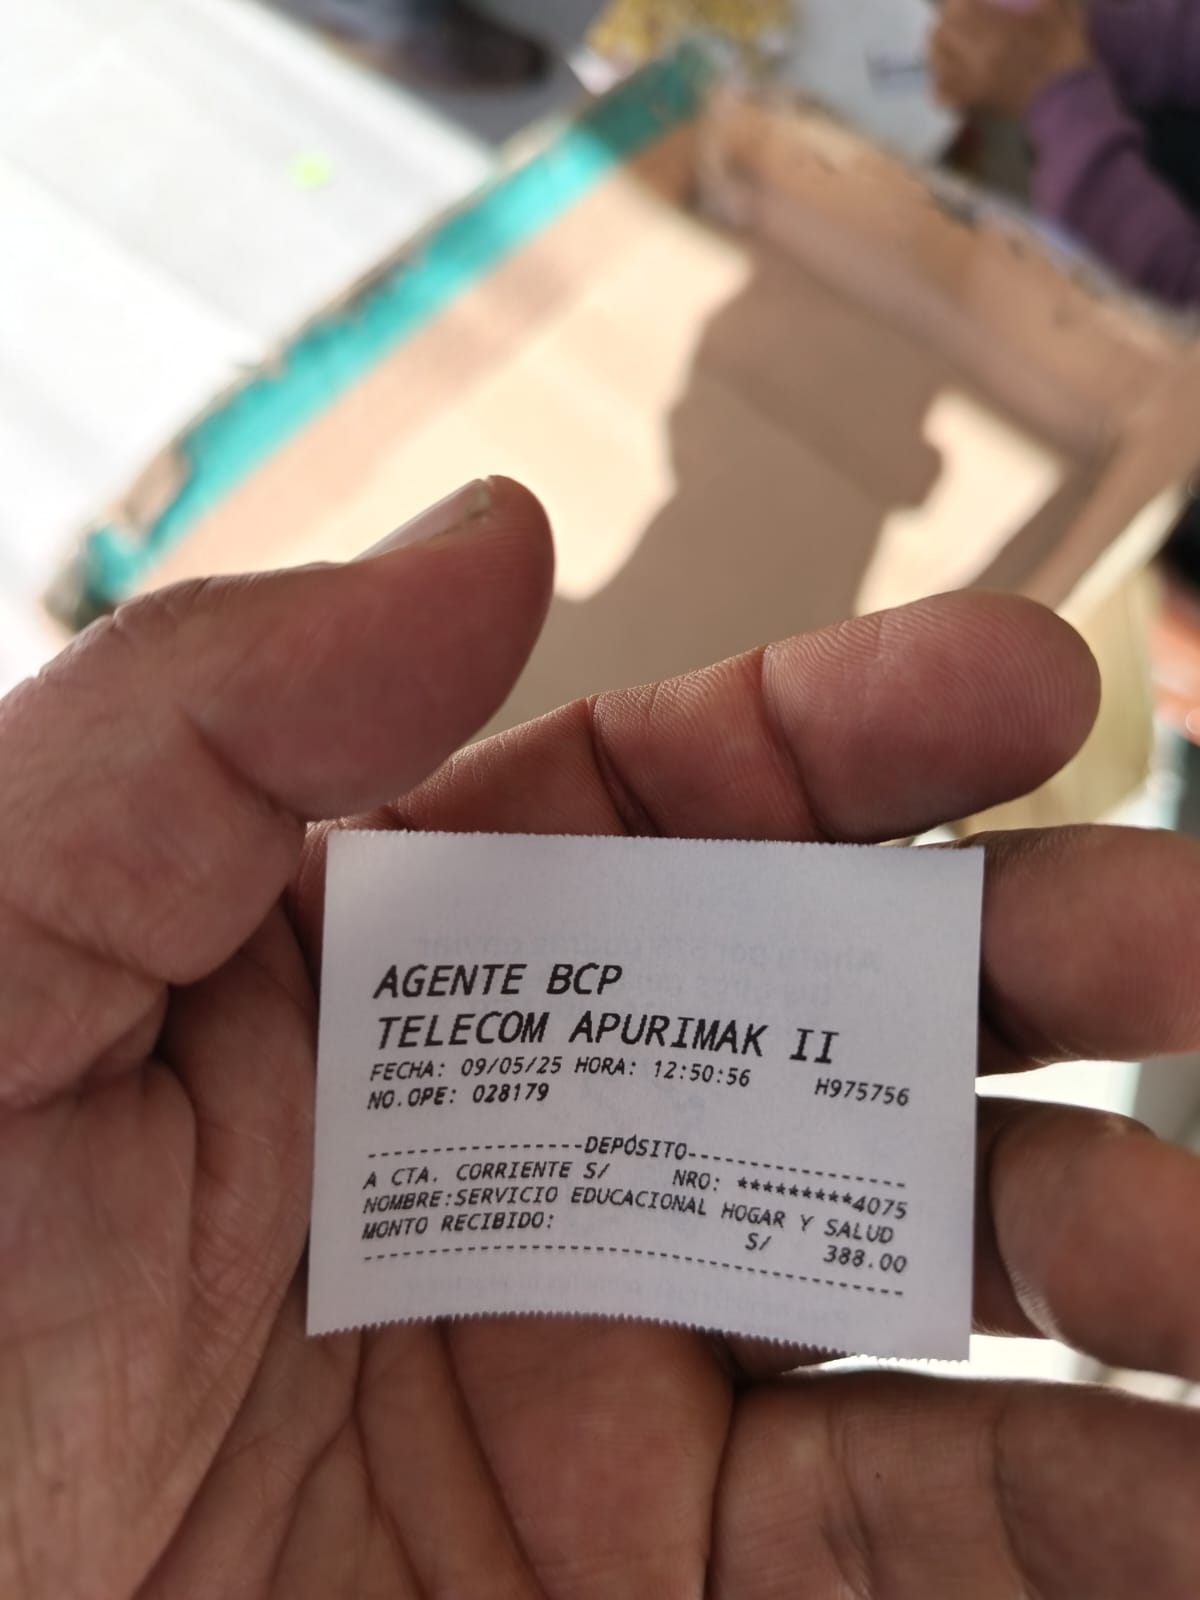 AGENTE BCP
TELECOM APURIMAK II
FECHA: 09/05/25 HORA: 12:50:56 H975756
NO.OPE: 028179
----------------DEPÓSITO----------------
A CTA. CORRIENTE S/ NRO: *********4075
NOMBRE:SERVICIO EDUCACIONAL HOGAR Y SALUD
MONTO RECIBIDO: S/ 388.00
----------------------------------------